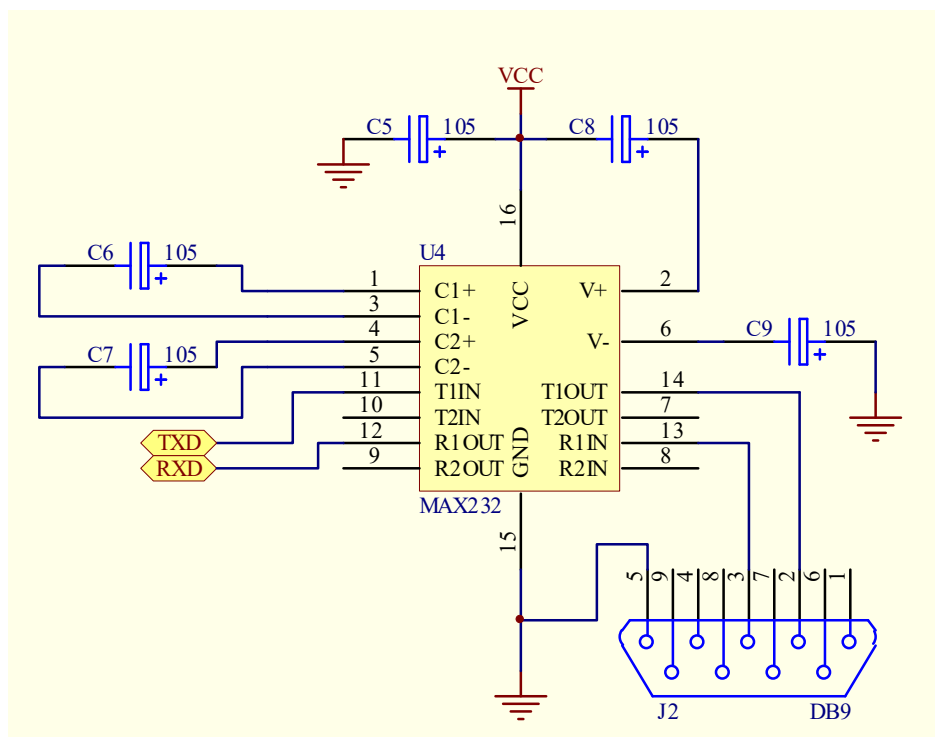 VCC
C5 105
C8 105
16
C6 105
U4
1 C1+ VCC V+ 2
3 C1-
4 C2+ V- 6 C9 105
C7 105
5 C2-
11 T1IN T1OUT 14
10 T2IN T2OUT 7
TXD 12 R1OUT GND R1IN 13
RXD 9 R2OUT R2IN 8
MAX232
15
5 9 4 8 3 7 2 6 1
J2 DB9